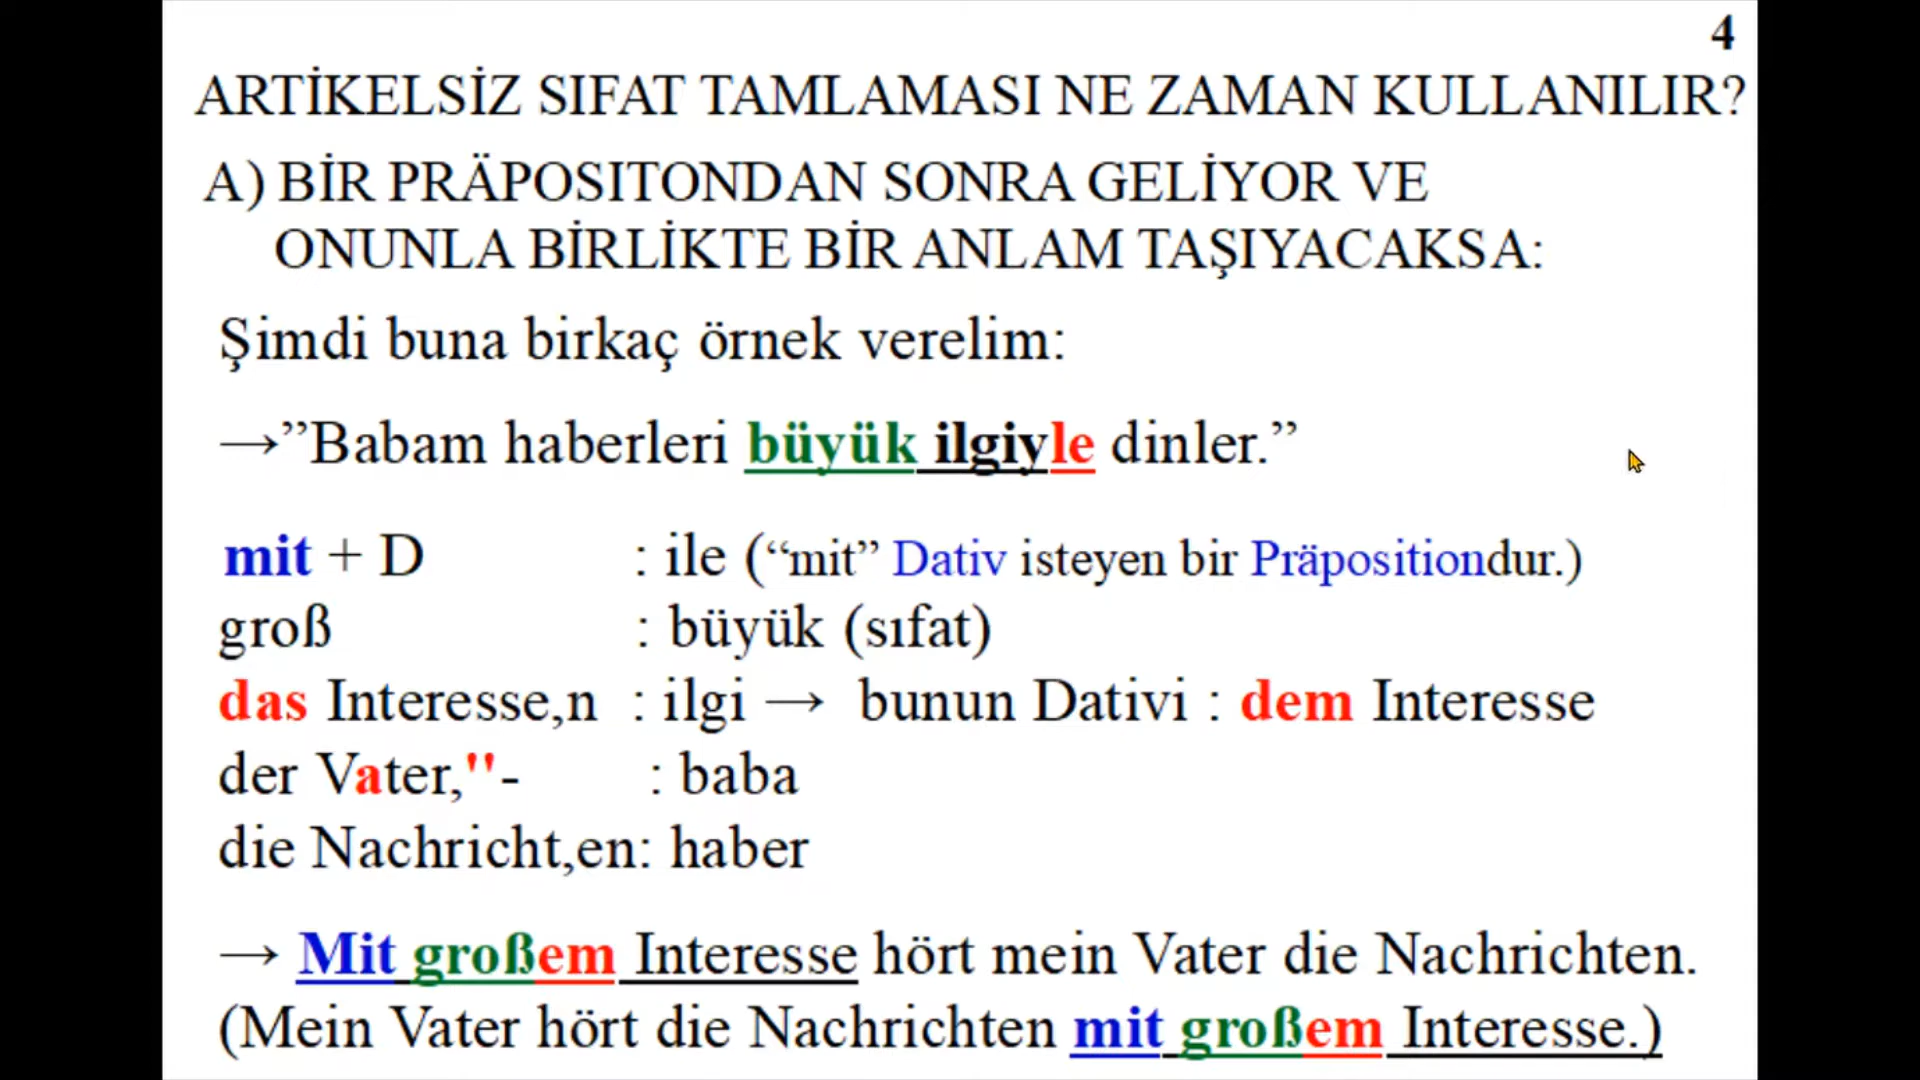 4
ARTİKELSİZ SIFAT TAMLAMASI NE ZAMAN KULLANILIR?
A) BİR PRÄPOSITONDAN SONRA GELİYOR VE
ONUNLA BİRLİKTE BİR ANLAM TAŞIYACAKSA:
Şimdi buna birkaç örnek verelim:
→”Babam haberleri büyük ilgiyle dinler.”
mit + D : ile (“mit” Dativ isteyen bir Präpositiondur.)
groß : büyük (sıfat)
das Interesse,n : ilgi → bunun Dativi : dem Interesse
der Vater,"- : baba
die Nachricht,en: haber
→ Mit großem Interesse hört mein Vater die Nachrichten.
(Mein Vater hört die Nachrichten mit großem Interesse.)